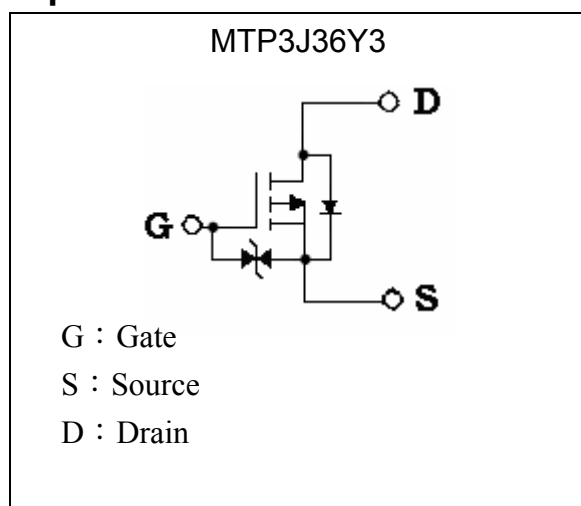 MTP3J36Y3
D
G
S
G：Gate
S：Source
D：Drain